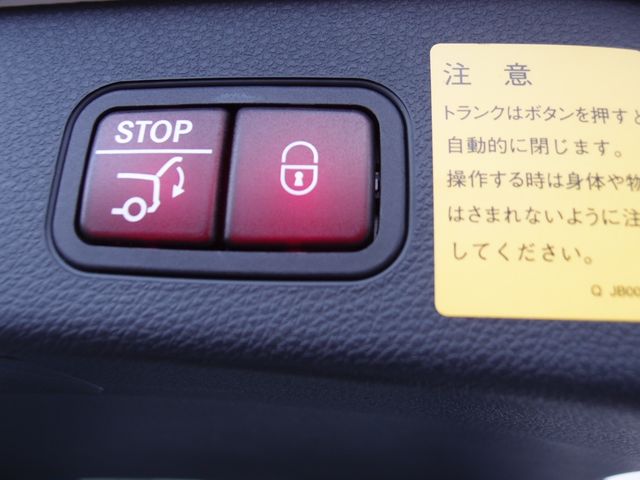 STOP
注 意
トランクはボタンを押すと
自動的に閉じます。
操作する時は身体や物
はさまれないように注
してください。
Q JB00